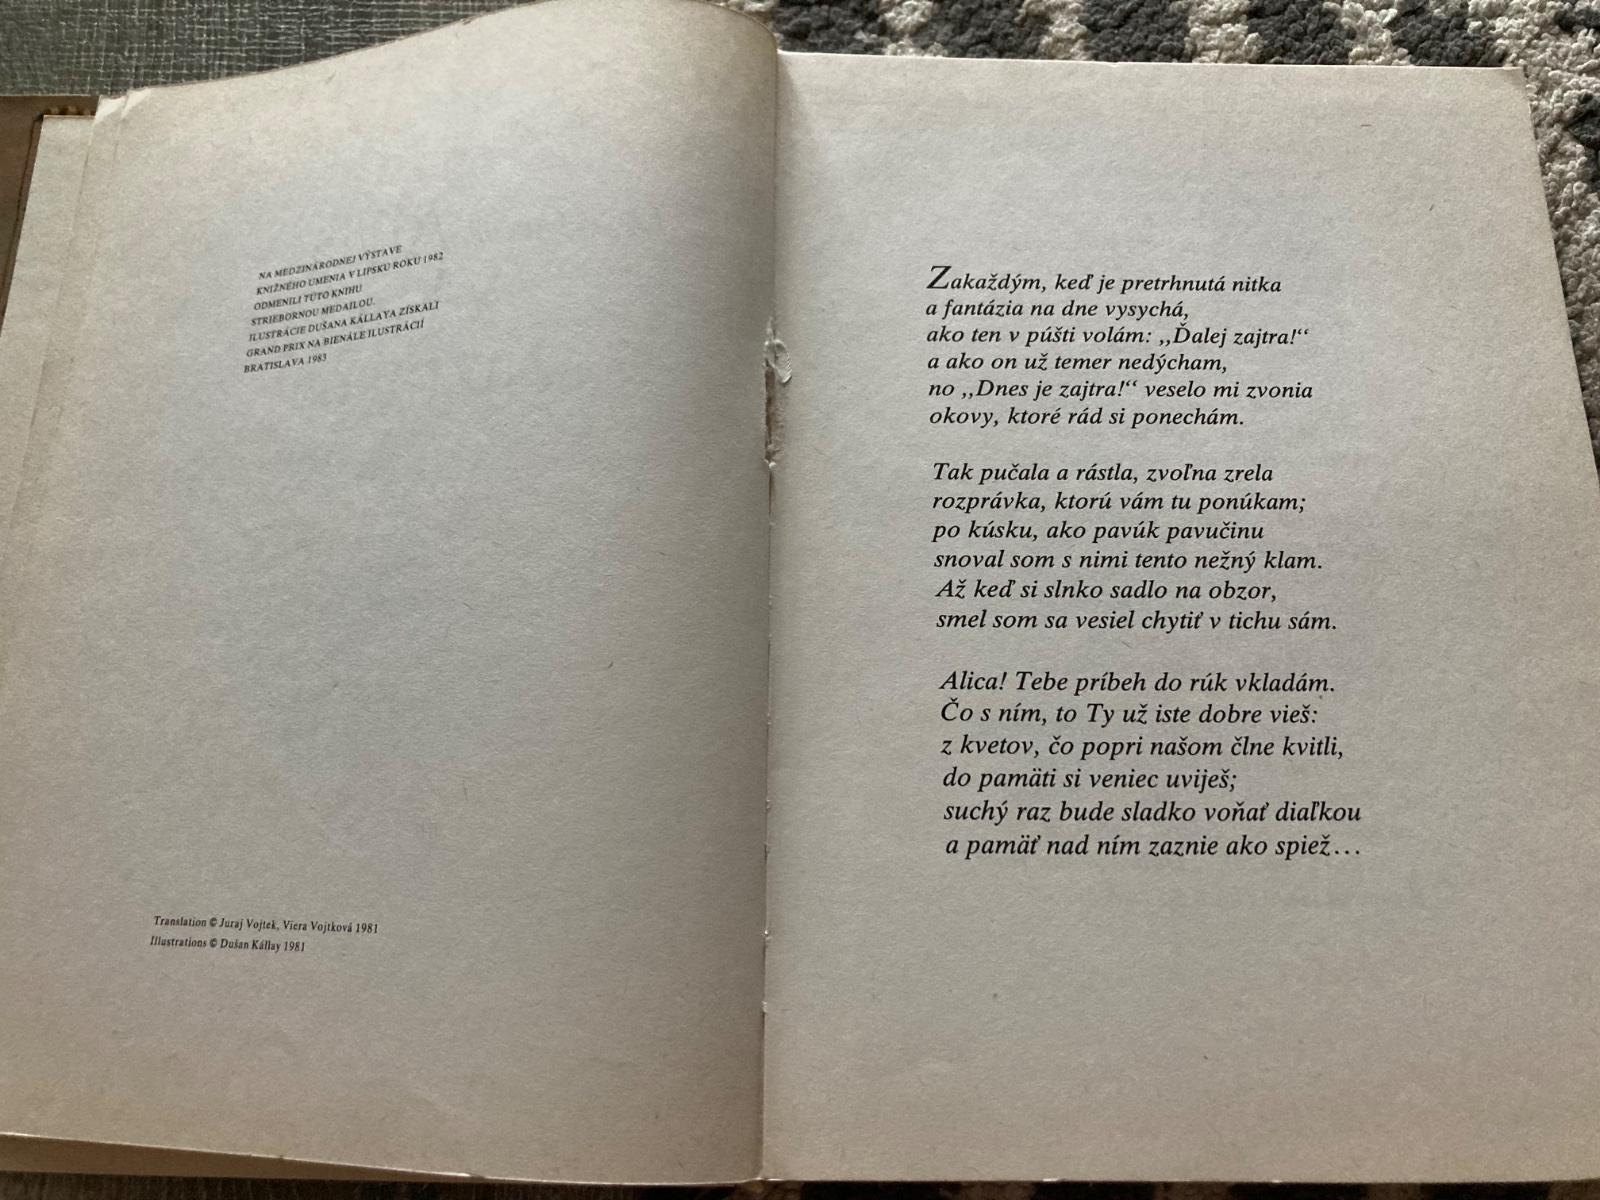 NA MEDZINÁRODNEJ VÝSTAVE
KNIŽNÉHO UMENIA V LIPSKU ROKU 1982
ODMENILI TÚTO KNIHU
STRIEBORNOU MEDAILOU.
ILUSTRÁCIE DUŠANA KÁLLAYA ZÍSKALI
GRAND PRIX NA BIENÁLE ILUSTRÁCIÍ
BRATISLAVA 1983
Translation © Juraj Vojtek, Viera Vojtková 1981
Illustrations © Dušan Kállay 1981
Zakaždým, keď je pretrhnutá nitka
a fantázia na dne vysychá,
ako ten v púšti volám: ,,Ďalej zajtra!“
a ako on už temer nedýcham,
no ,,Dnes je zajtra!“ veselo mi zvonia
okovy, ktoré rád si ponechám.
Tak pučala a rástla, zvoľna zrela
rozprávka, ktorú vám tu ponúkam;
po kúsku, ako pavúk pavučinu
snoval som s nimi tento nežný klam.
Až keď si slnko sadlo na obzor,
smel som sa vesiel chytiť v tichu sám.
Alica! Tebe príbeh do rúk vkladám.
Čo s ním, to Ty už iste dobre vieš:
z kvetov, čo popri našom člne kvitli,
do pamäti si veniec uviješ;
suchý raz bude sladko voňať diaľkou
a pamäť nad ním zaznie ako spiež...